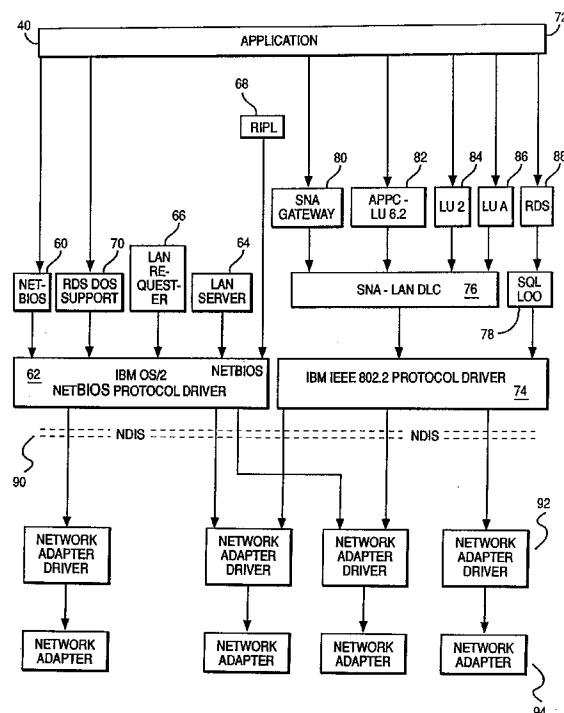 40
72
APPLICATION
68
RIPL
80
82
84
86
88
SNA
GATEWAY
APPC -
LU 6.2
LU 2
LU A
RDS
60
70
66
64
NET-
BIOS
RDS DOS
SUPPORT
LAN
RE-
QUEST-
ER
LAN
SERVER
SNA - LAN DLC 76
SQL
LOO
78
NETBIOS
62 IBM OS/2
NETBIOS PROTOCOL DRIVER
IBM IEEE 802.2 PROTOCOL DRIVER
74
NDIS
NDIS
90
92
NETWORK
ADAPTER
DRIVER
NETWORK
ADAPTER
DRIVER
NETWORK
ADAPTER
DRIVER
NETWORK
ADAPTER
DRIVER
NETWORK
ADAPTER
NETWORK
ADAPTER
NETWORK
ADAPTER
NETWORK
ADAPTER
94